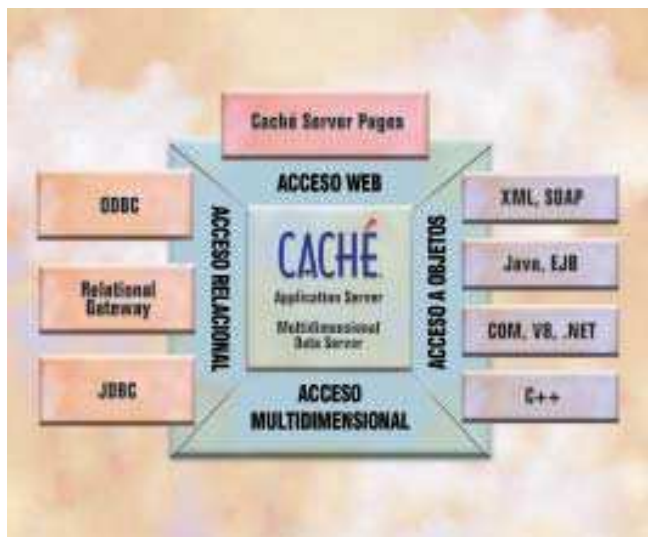 Caché Server Pages
ACCESO WEB
ODBC
Relational
Gateway
JDBC
ACCESO RELACIONAL
CACHÉ
Application Server
Multidimensional
Data Server
ACCESO A OBJETOS
XML, SOAP
Java, EJB
COM, VB, .NET
C++
ACCESO
MULTIDIMENSIONAL